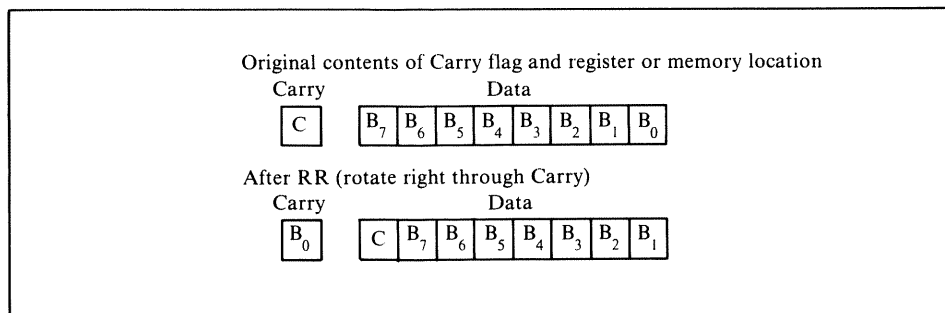 Original contents of Carry flag and register or memory location
Carry Data
C B₇ B₆ B₅ B₄ B₃ B₂ B₁ B₀
After RR (rotate right through Carry)
Carry Data
B₀ C B₇ B₆ B₅ B₄ B₃ B₂ B₁